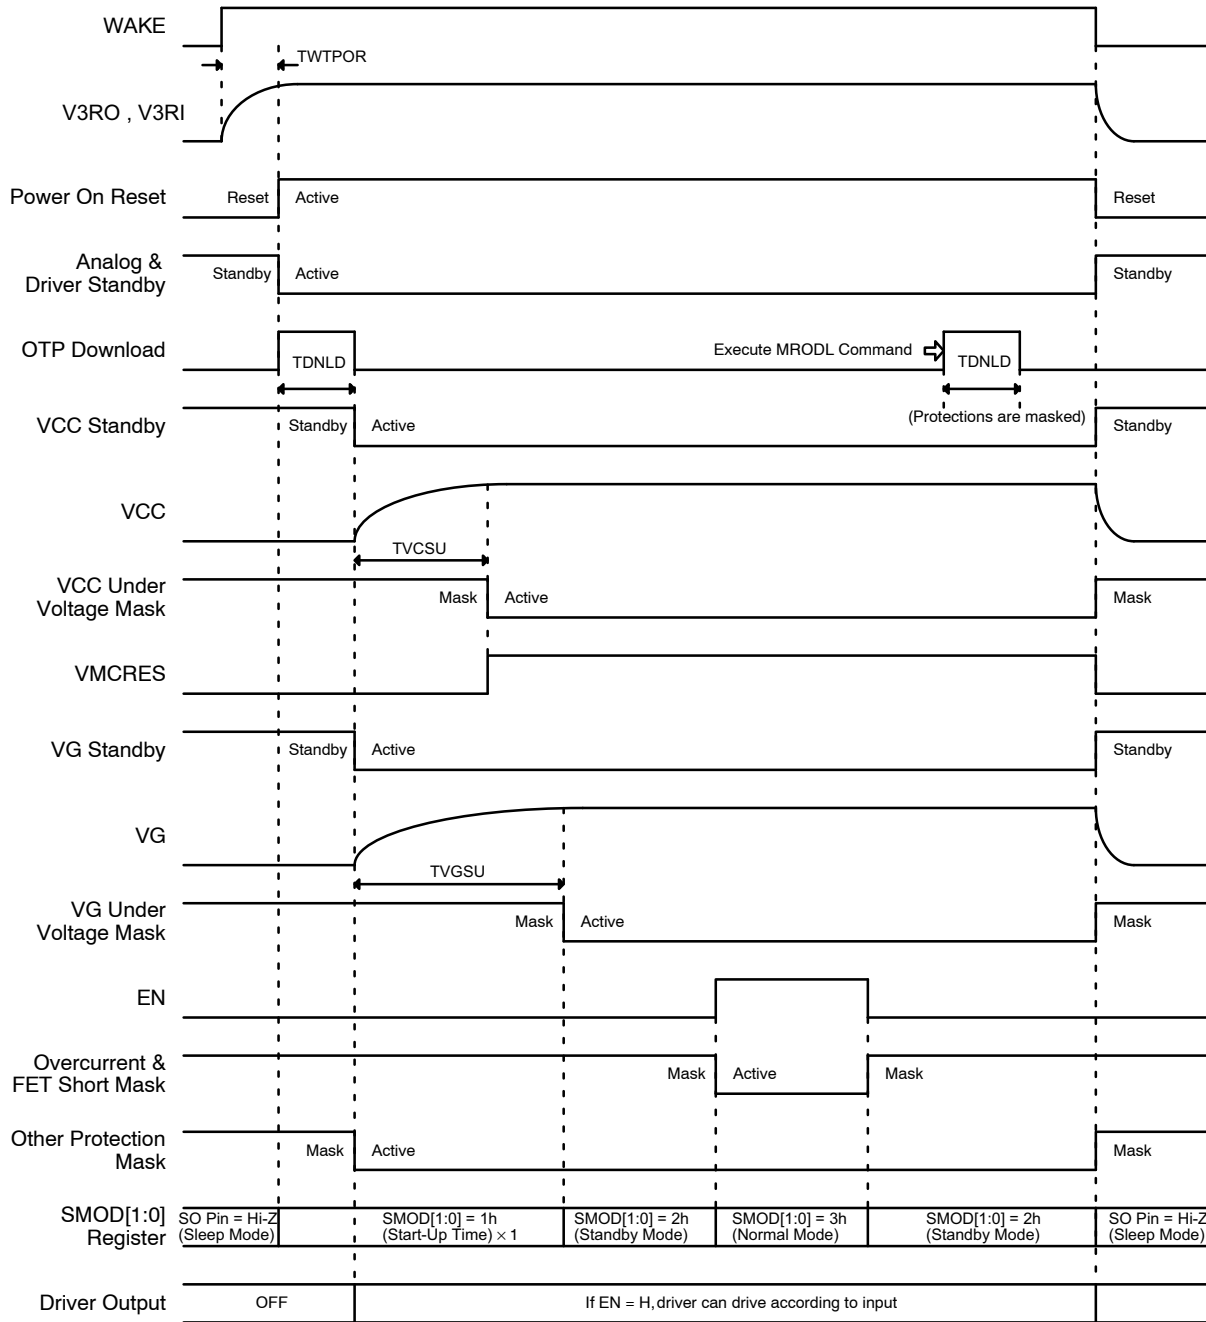 WAKE
TWTPOR
V3RO , V3RI
Power On Reset
Reset
Active
Reset
Analog &
Driver Standby
Standby
Active
Standby
OTP Download
TDNLD
Execute MRODL Command
TDNLD
(Protections are masked)
VCC Standby
Standby
Active
Standby
VCC
TVCSU
VCC Under
Voltage Mask
Mask
Active
Mask
VMCRES
VG Standby
Standby
Active
Standby
VG
TVGSU
VG Under
Voltage Mask
Mask
Active
Mask
EN
Overcurrent &
FET Short Mask
Mask
Active
Mask
Other Protection
Mask
Mask
Active
Mask
SMOD[1:0]
Register
SO Pin = Hi-Z
(Sleep Mode)
SMOD[1:0] = 1h
(Start-Up Time) × 1
SMOD[1:0] = 2h
(Standby Mode)
SMOD[1:0] = 3h
(Normal Mode)
SMOD[1:0] = 2h
(Standby Mode)
SO Pin = Hi-Z
(Sleep Mode)
Driver Output
OFF
If EN = H, driver can drive according to input